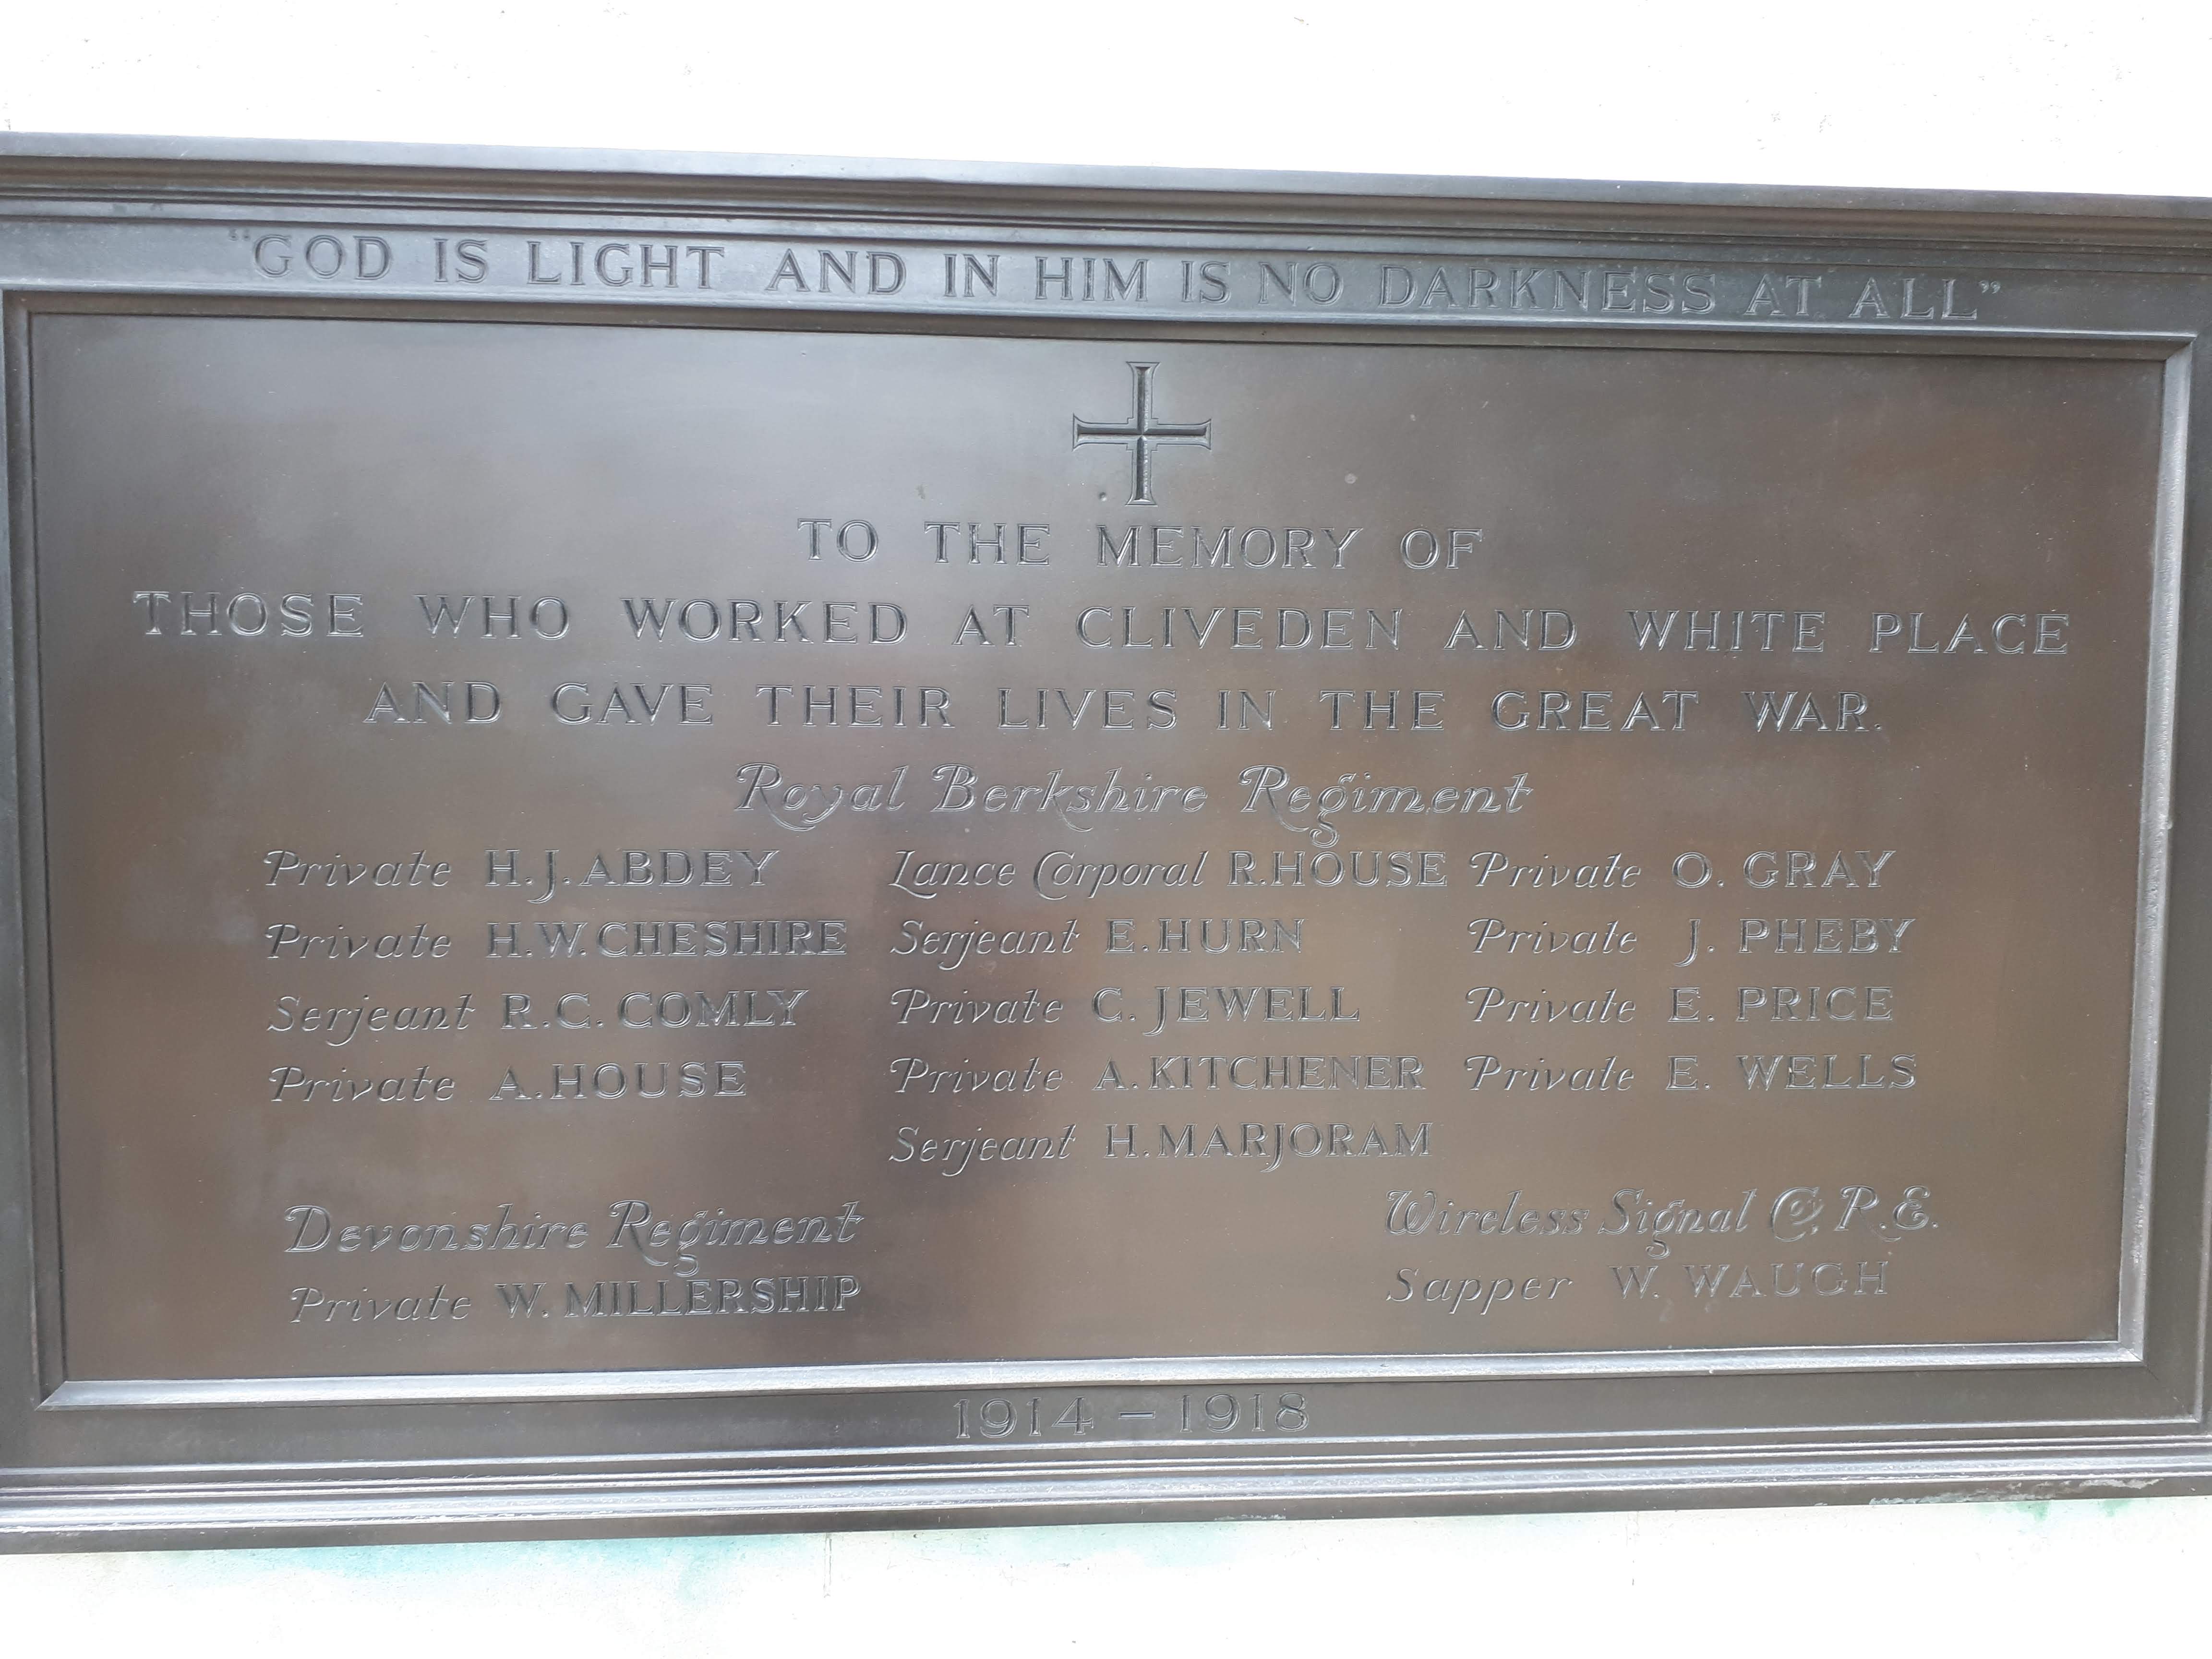 "GOD IS LIGHT AND IN HIM IS NO DARKNESS AT ALL"
TO THE MEMORY OF
THOSE WHO WORKED AT CLIVEDEN AND WHITE PLACE
AND GAVE THEIR LIVES IN THE GREAT WAR.
Royal Berkshire Regiment
Private H.J. ABDEY Lance Corporal R. HOUSE Private O. GRAY
Private H.W. CHESHIRE Serjeant E. HURN Private J. PHEBY
Serjeant R.C. COMLY Private C. JEWELL Private E. PRICE
Private A. HOUSE Private A. KITCHENER Private E. WELLS
Serjeant H. MARJORAM
Devonshire Regiment Wireless Signal Co, R.E.
Private W. MILLERSHIP Sapper W. WAUGH
1914 – 1918